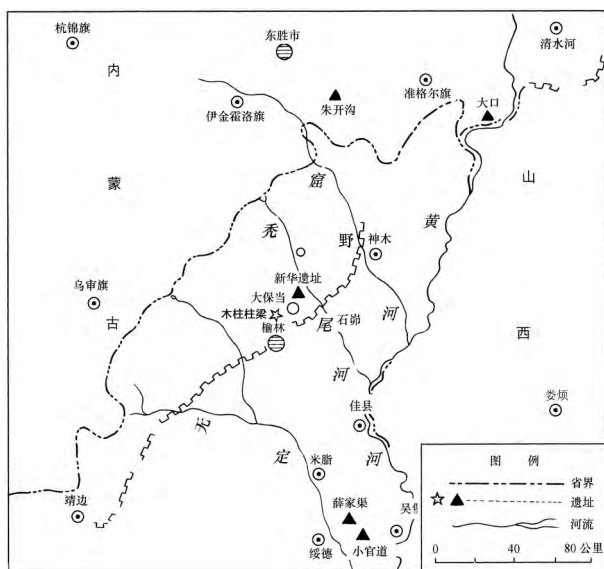 杭锦旗
东胜市
清水河
内
准格尔旗
大口
朱开沟
伊金霍洛旗
蒙
山
窟
黄
秃
野
神木
乌审旗
新华遗址
大保当
木柱柱梁
尾
石峁
河
古
榆林
西
河
佳县
娄烦
无
定
河
米脂
图 例
省界
遗址
河流
0 40 80 公里
薛家渠
吴堡
靖边
绥德
小官道